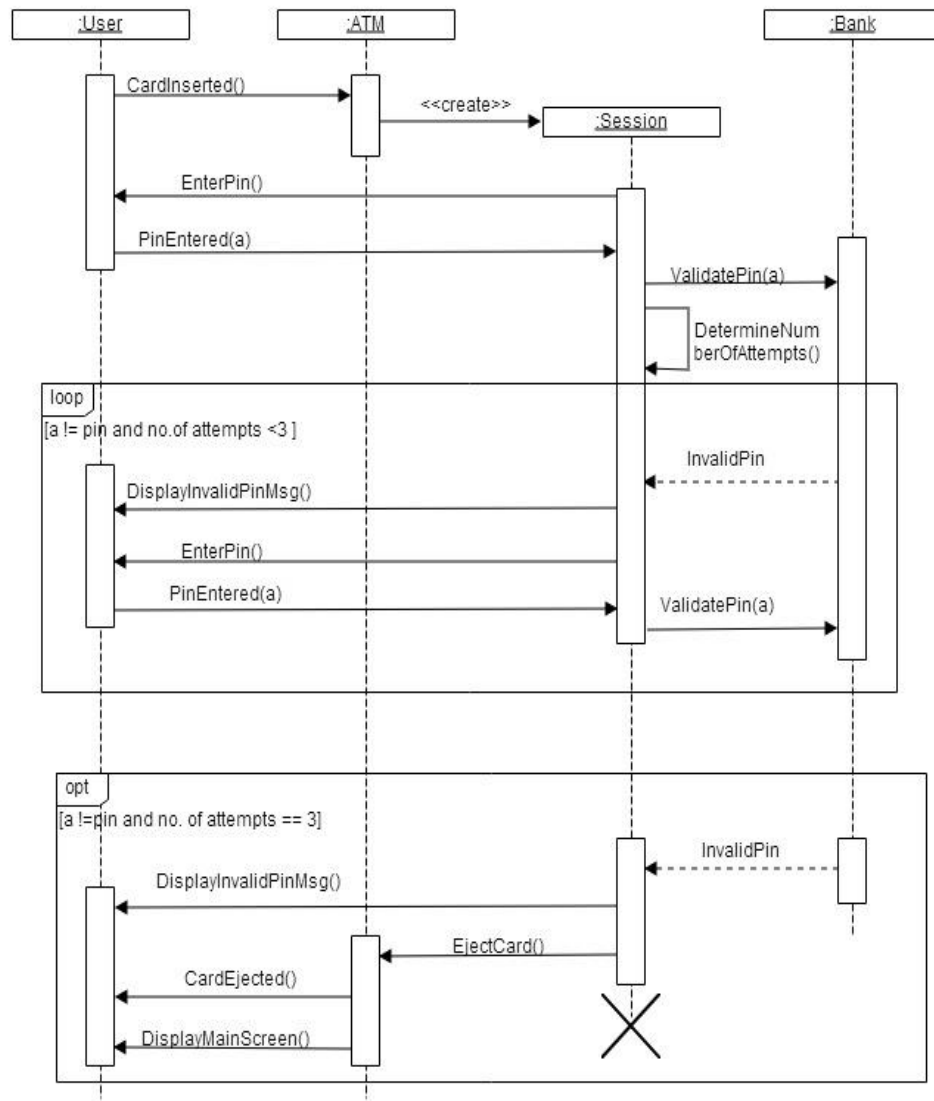 :User
:ATM
:Bank
CardInserted()
<<create>>
:Session
EnterPin()
PinEntered(a)
ValidatePin(a)
DetermineNum
berOfAttempts()
loop
[a != pin and no.of attempts <3 ]
InvalidPin
DisplayInvalidPinMsg()
EnterPin()
PinEntered(a)
ValidatePin(a)
opt
[a !=pin and no. of attempts == 3]
InvalidPin
DisplayInvalidPinMsg()
EjectCard()
CardEjected()
DisplayMainScreen()